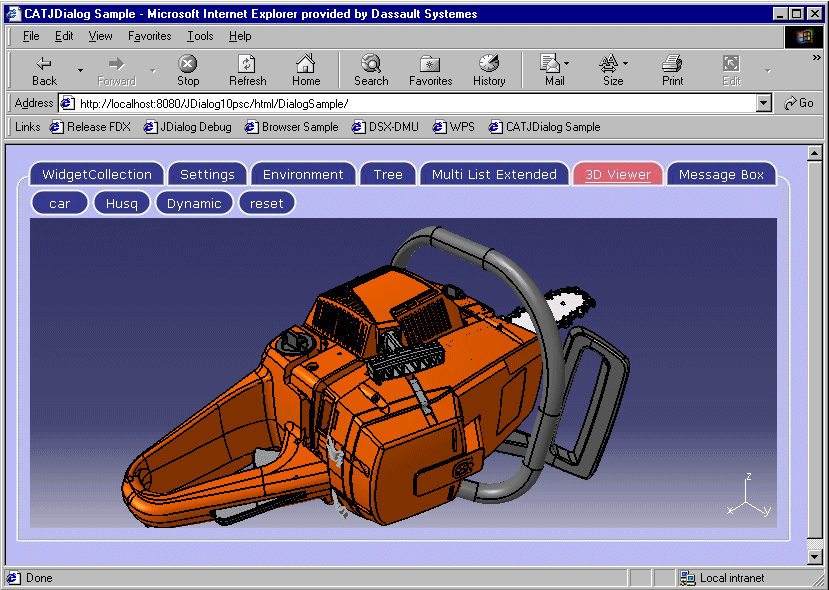 CATJDialog Sample - Microsoft Internet Explorer provided by Dassault Systemes
File Edit View Favorites Tools Help
Back Forward Stop Refresh Home Search Favorites History Mail Size Print Edit »
Address http://localhost:8080/JDialog10psc/html/DialogSample/ Go
Links Release FDX JDialog Debug Browser Sample DSX-DMU WPS CATJDialog Sample
WidgetCollection Settings Environment Tree Multi List Extended 3D Viewer Message Box
car Husq Dynamic reset
z
x y
Done Local intranet